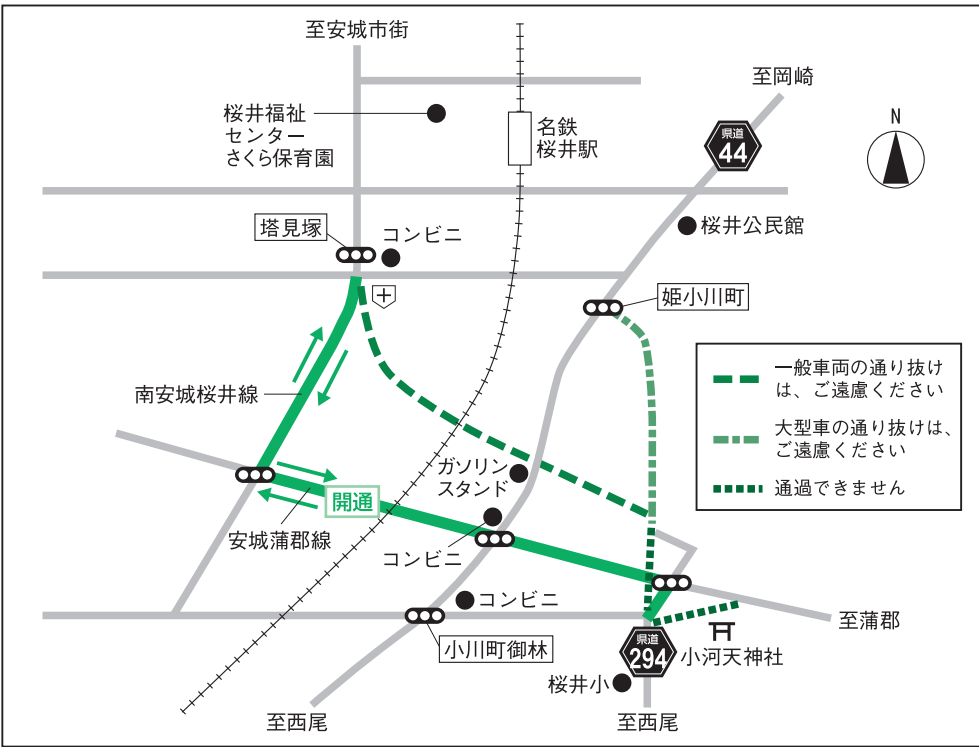 至安城市街
至岡崎
桜井福祉
センター
さくら保育園
名鉄
桜井駅
県道
44
N
塔見塚
コンビニ
桜井公民館
姫小川町
一般車両の通り抜け
は、ご遠慮ください
大型車の通り抜けは、
ご遠慮ください
通過できません
南安城桜井線
ガソリン
スタンド
開通
安城蒲郡線
コンビニ
コンビニ
至蒲郡
小川町御林
県道
294
小河天神社
桜井小
至西尾
至西尾